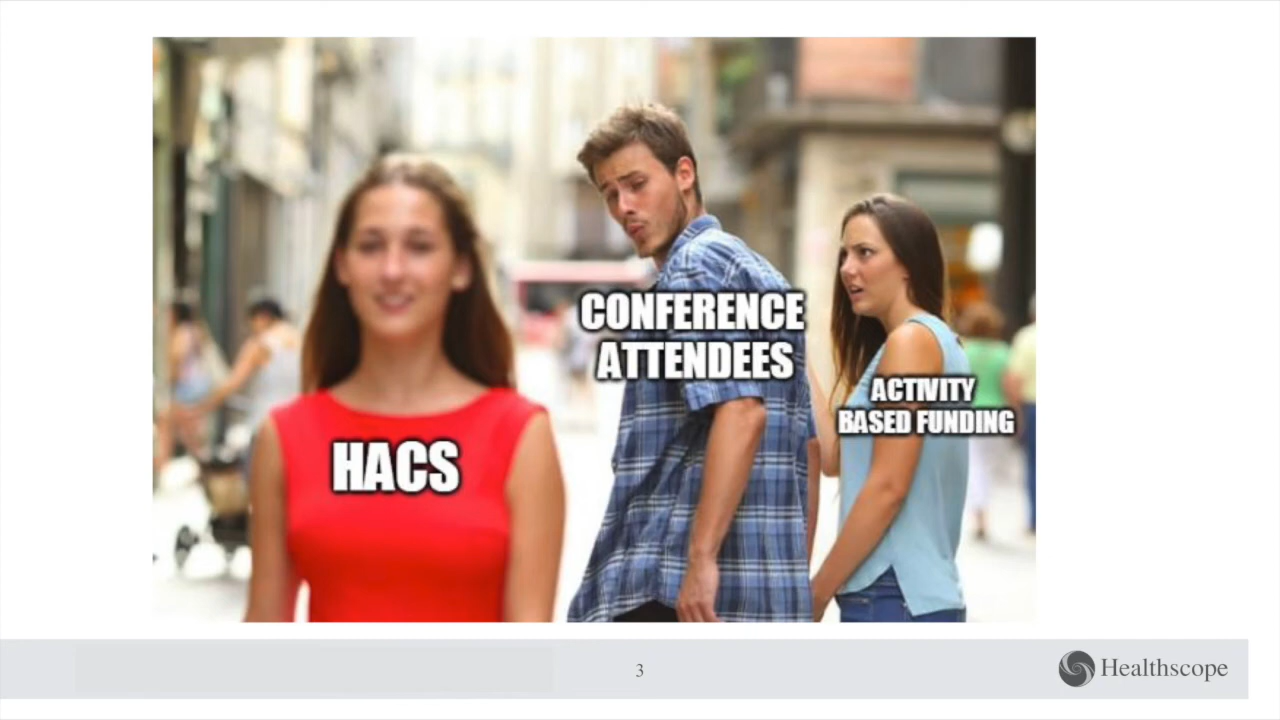 CONFERENCE
ATTENDEES
ACTIVITY
BASED FUNDING
HACS
3
Healthscope